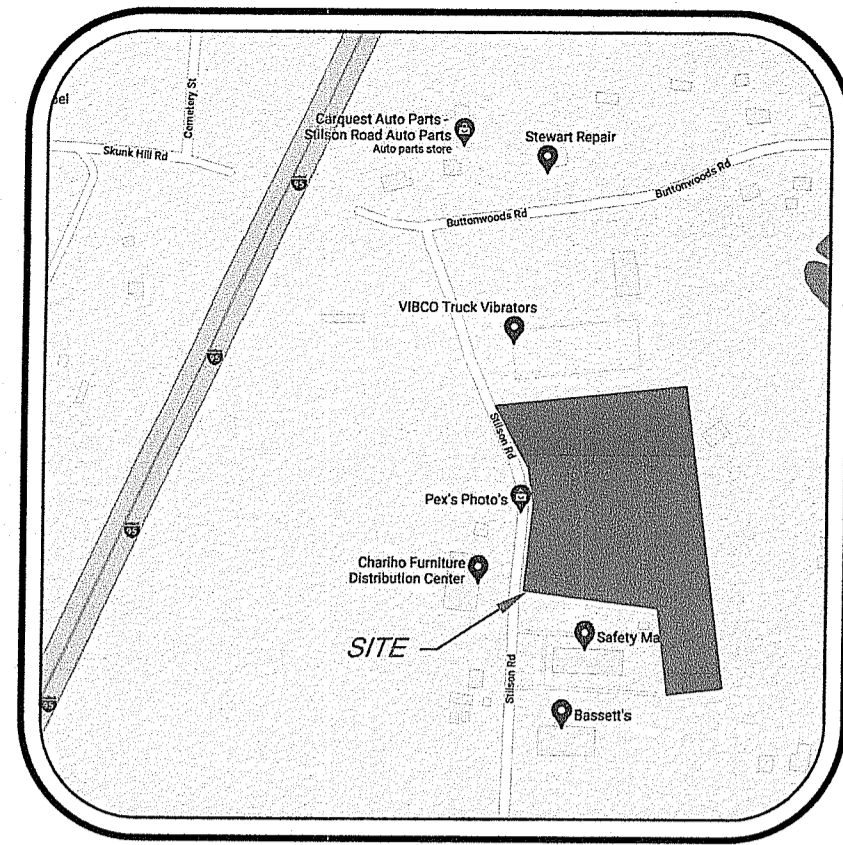 Cemetery St
Carquest Auto Parts -
Stilson Road Auto Parts
Auto parts store
Stewart Repair
Skunk Hill Rd
95
Buttonwoods Rd
Buttonwoods Rd
VIBCO Truck Vibrators
95
Stilson Rd
Pex's Photo's
95
Chariho Furniture
Distribution Center
SITE
Safety Ma
Stilson Rd
95
Bassett's